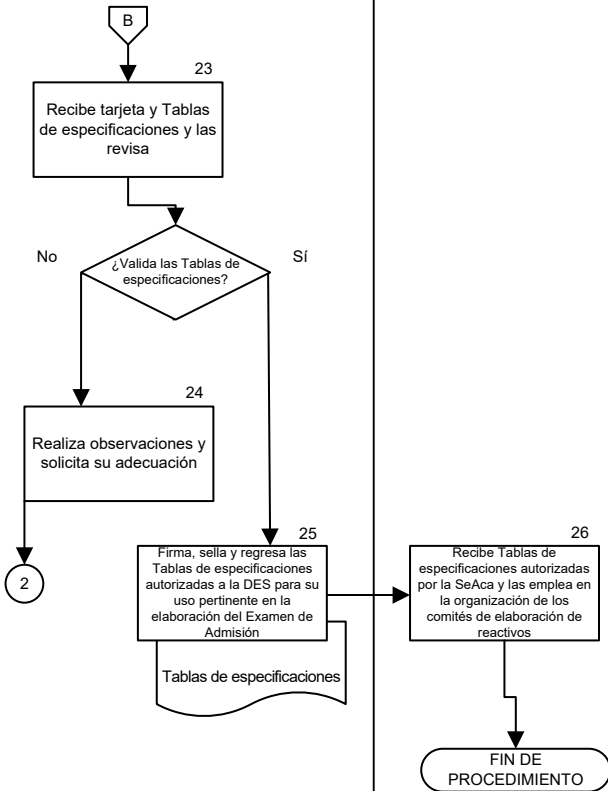 B
23
Recibe tarjeta y Tablas
de especificaciones y las
revisa
No
¿Valida las Tablas de
especificaciones?
Sí
24
Realiza observaciones y
solicita su adecuación
2
25
Firma, sella y regresa las
Tablas de especificaciones
autorizadas a la DES para su
uso pertinente en la
elaboración del Examen de
Admisión
Tablas de especificaciones
26
Recibe Tablas de
especificaciones autorizadas
por la SeAca y las emplea en
la organización de los
comités de elaboración de
reactivos
FIN DE
PROCEDIMIENTO